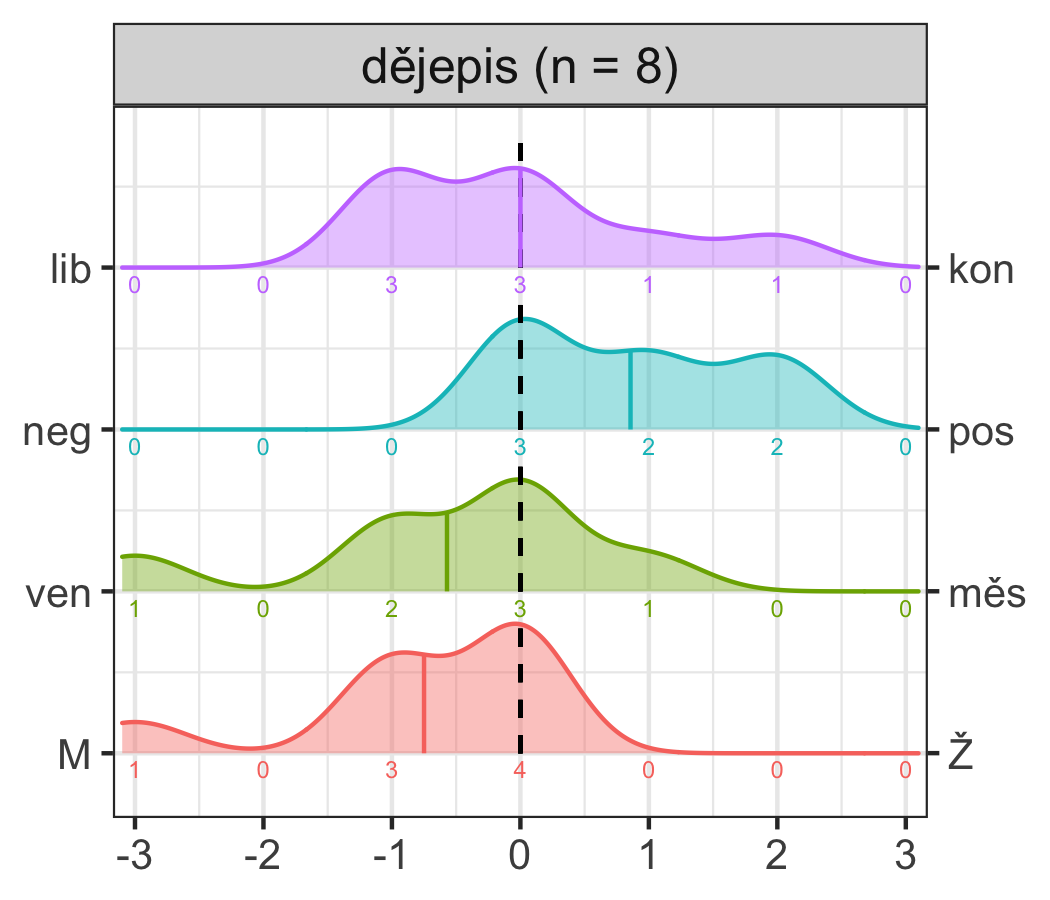 dějepis (n = 8)
lib kon
0 0 3 3 1 1 0
neg pos
0 0 0 3 2 2 0
ven měs
1 0 2 3 1 0 0
M Ž
1 0 3 4 0 0 0
-3 -2 -1 0 1 2 3